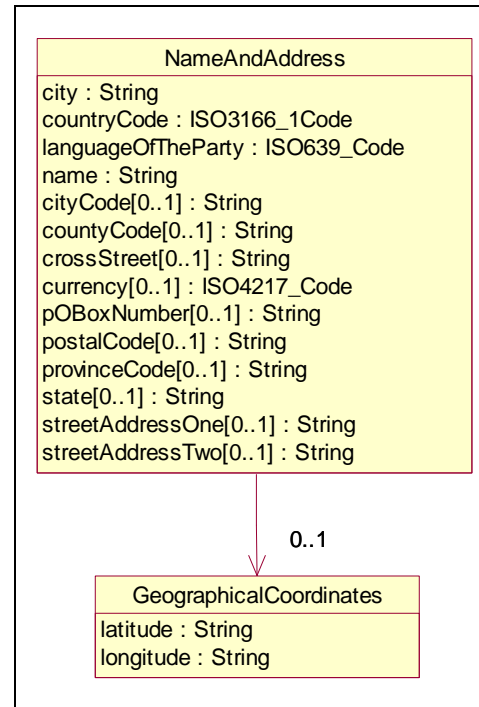 NameAndAddress
city : String
countryCode : ISO3166_1Code
languageOfTheParty : ISO639_Code
name : String
cityCode[0..1] : String
countyCode[0..1] : String
crossStreet[0..1] : String
currency[0..1] : ISO4217_Code
pOBoxNumber[0..1] : String
postalCode[0..1] : String
provinceCode[0..1] : String
state[0..1] : String
streetAddressOne[0..1] : String
streetAddressTwo[0..1] : String
0..1
GeographicalCoordinates
latitude : String
longitude : String